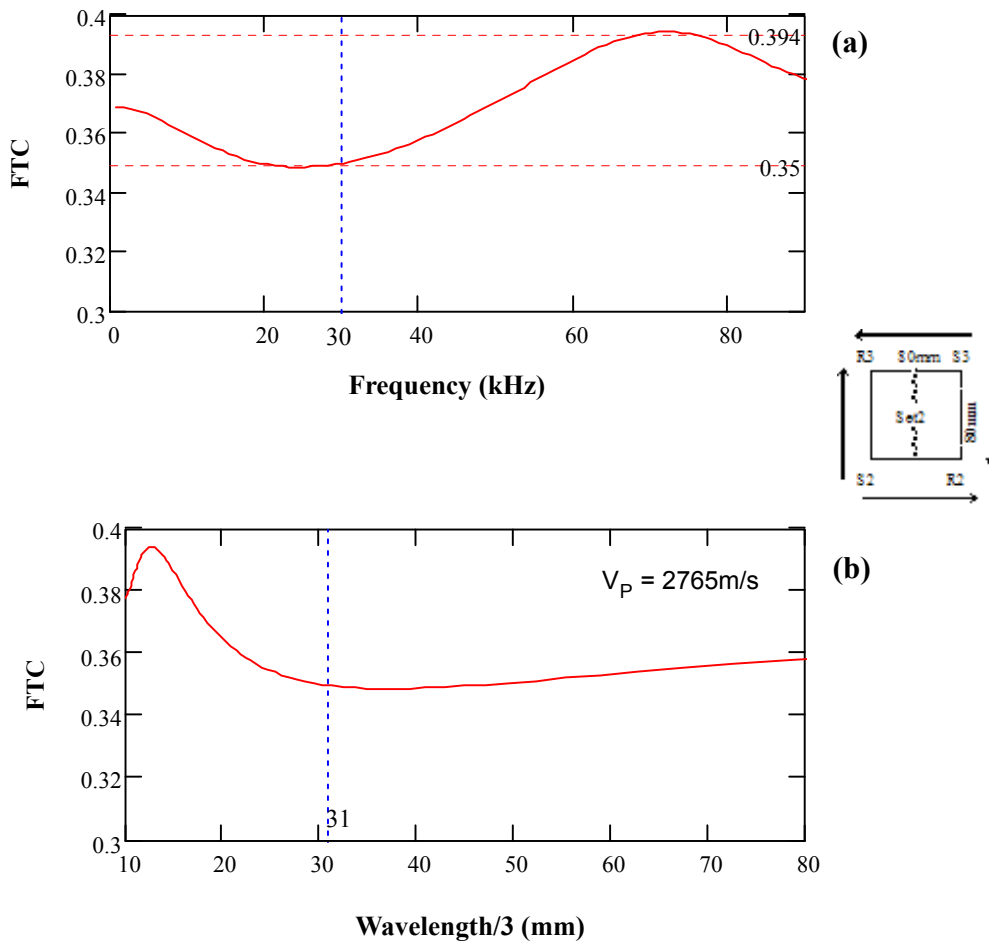 0.4
0.394
(a)
0.38
0.36
FTC
0.35
0.34
0.32
0.3
0 20 30 40 60 80
Frequency (kHz)
R3 80mm S3
Set2
80mm
S2 R2
0.4
VP = 2765m/s
(b)
0.38
0.36
FTC
0.34
0.32
31
0.3
10 20 30 40 50 60 70 80
Wavelength/3 (mm)